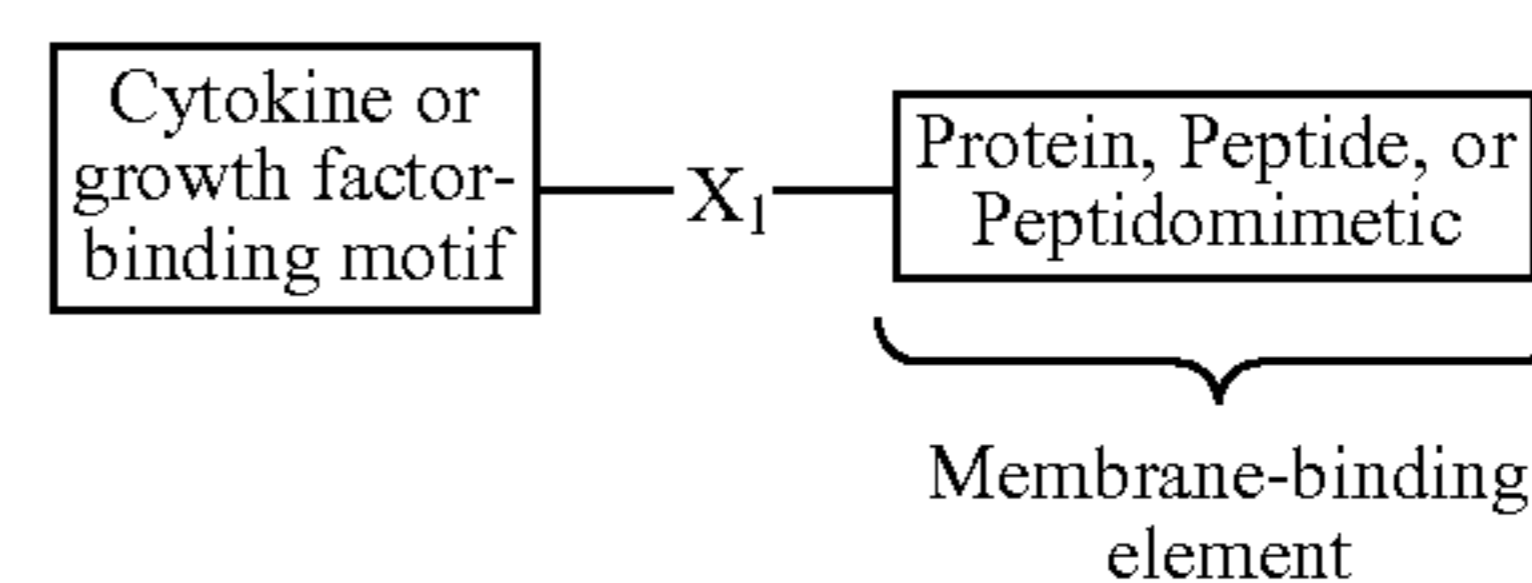 Cytokine or
growth factor-
binding motif
X₁
Protein, Peptide, or
Peptidomimetic
Membrane-binding
element